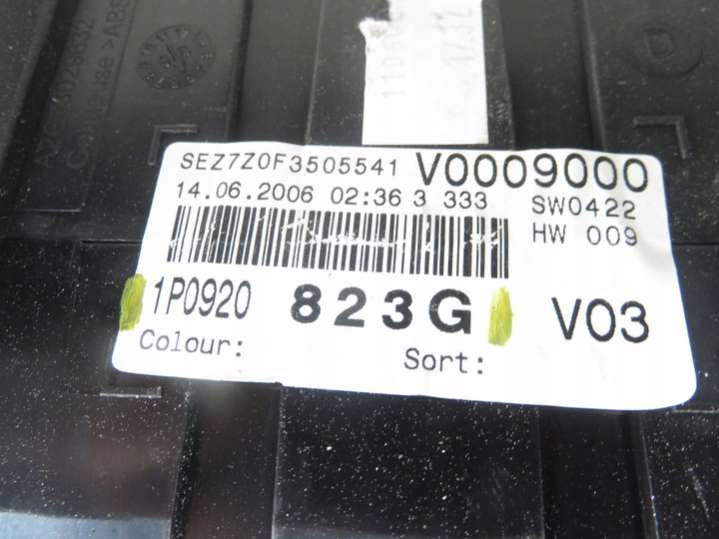 SEZ7Z0F3505541 V0009000
14.06.2006 02:36 3 333 SW0422
HW 009
1P0920 823G V03
Colour: Sort: